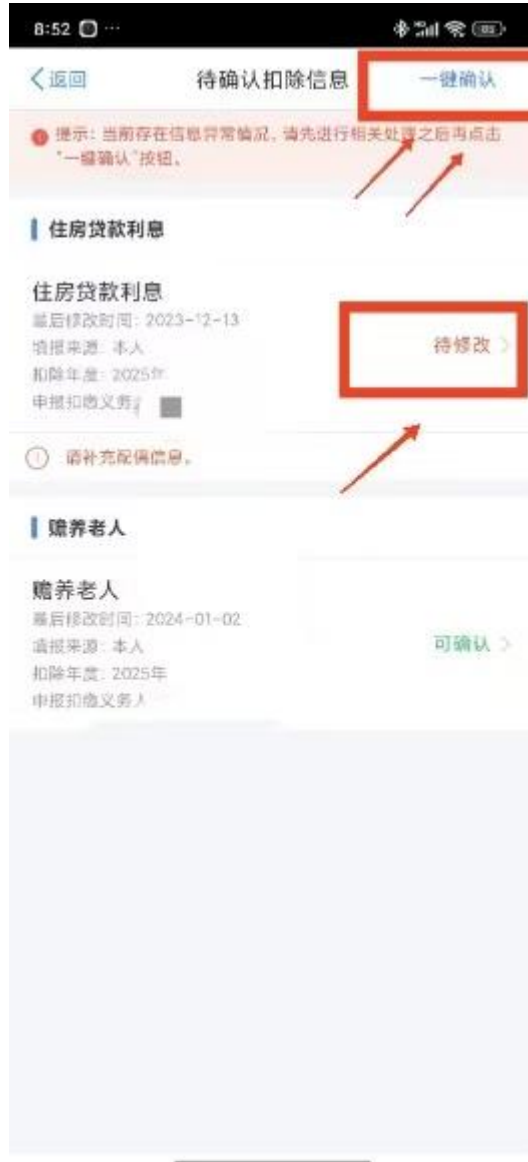 8:52 ···
85
返回
待确认扣除信息
一键确认
提示：当前存在信息异常情况，请先进行相关处理之后再点击
“一键确认”按钮。
住房贷款利息
住房贷款利息
最后修改时间：2023-12-13
填报来源：本人
扣除年度：2025年
申报扣缴义务
待修改
请补充配偶信息。
赡养老人
赡养老人
最后修改时间：2024-01-02
填报来源：本人
扣除年度：2025年
申报扣缴义务人
可确认